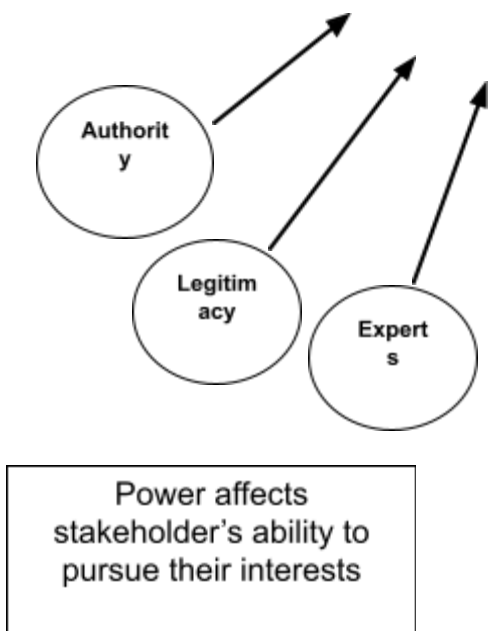 Authorit
y
Legitim
acy
Expert
s
Power affects
stakeholder’s ability to
pursue their interests